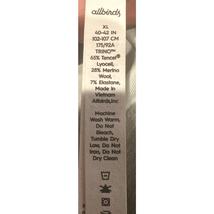 allbirds
XL
40-42 IN
102-107 CM
175/92A
TRINO™
65% Tencel®
Lyocell,
28% Merino
Wool,
7% Elastane,
Made in
Vietnam
Allbirds,Inc
Machine
Wash Warm,
Do Not
Bleach,
Tumble Dry
Low, Do Not
Iron, Do Not
Dry Clean